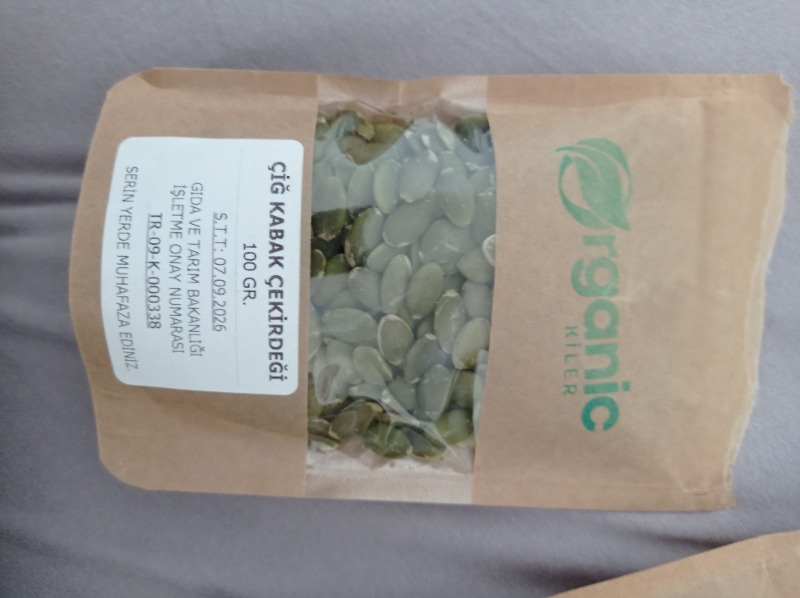 Organic
KİLER
ÇİĞ KABAK ÇEKİRDEĞİ
100 GR.
S.T.T: 07.09.2026
GIDA VE TARIM BAKANLIĞI
İŞLETME ONAY NUMARASI
TR-09-K-000338
SERİN YERDE MUHAFAZA EDİNİZ.